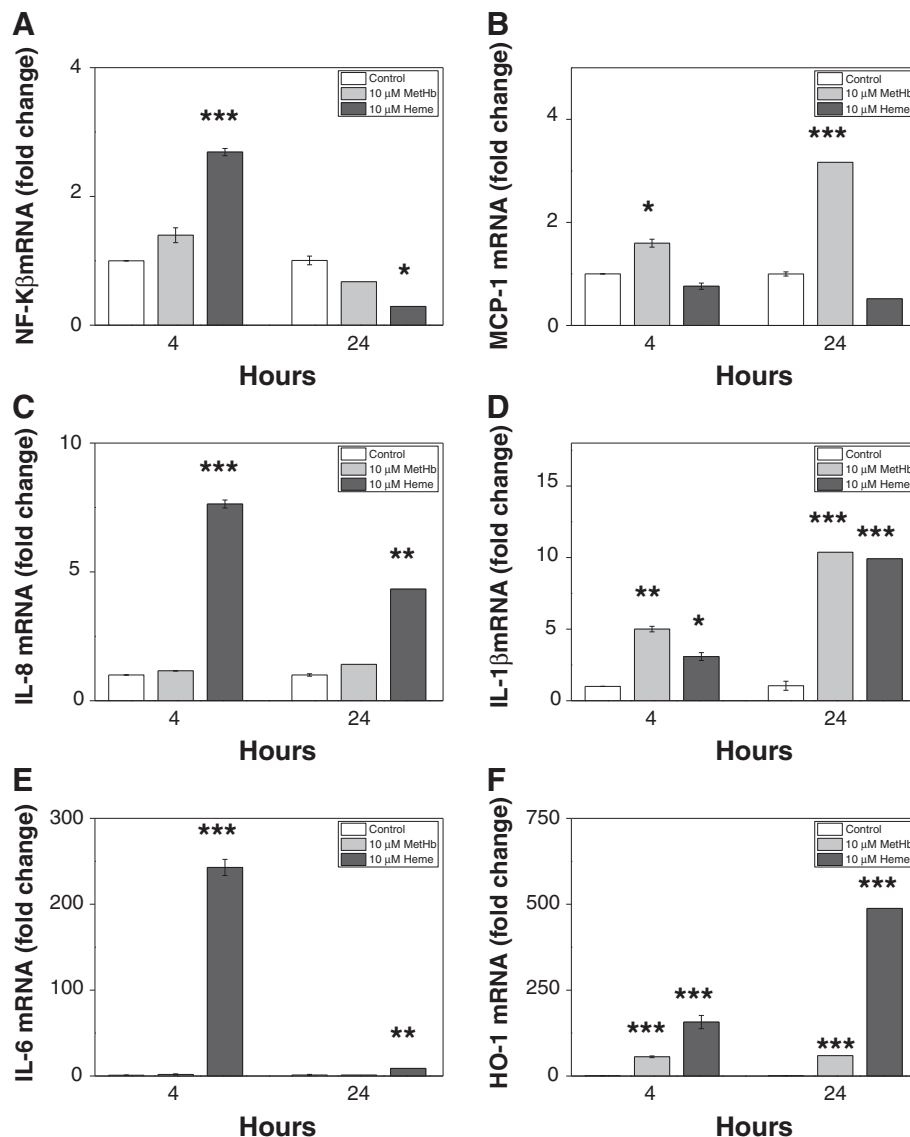 A
NF-KβmRNA (fold change)
4
2
0
***
*
Control
10 µM MetHb
10 µM Heme
4
24
Hours
B
MCP-1 mRNA (fold change)
4
2
0
*
***
Control
10 µM MetHb
10 µM Heme
4
24
Hours
C
IL-8 mRNA (fold change)
10
5
0
***
**
Control
10 µM MetHb
10 µM Heme
4
24
Hours
D
IL-1βmRNA (fold change)
15
10
5
0
**
*
***
***
Control
10 µM MetHb
10 µM Heme
4
24
Hours
E
IL-6 mRNA (fold change)
300
200
100
0
***
**
Control
10 µM MetHb
10 µM Heme
4
24
Hours
F
HO-1 mRNA (fold change)
750
500
250
0
***
***
***
***
Control
10 µM MetHb
10 µM Heme
4
24
Hours